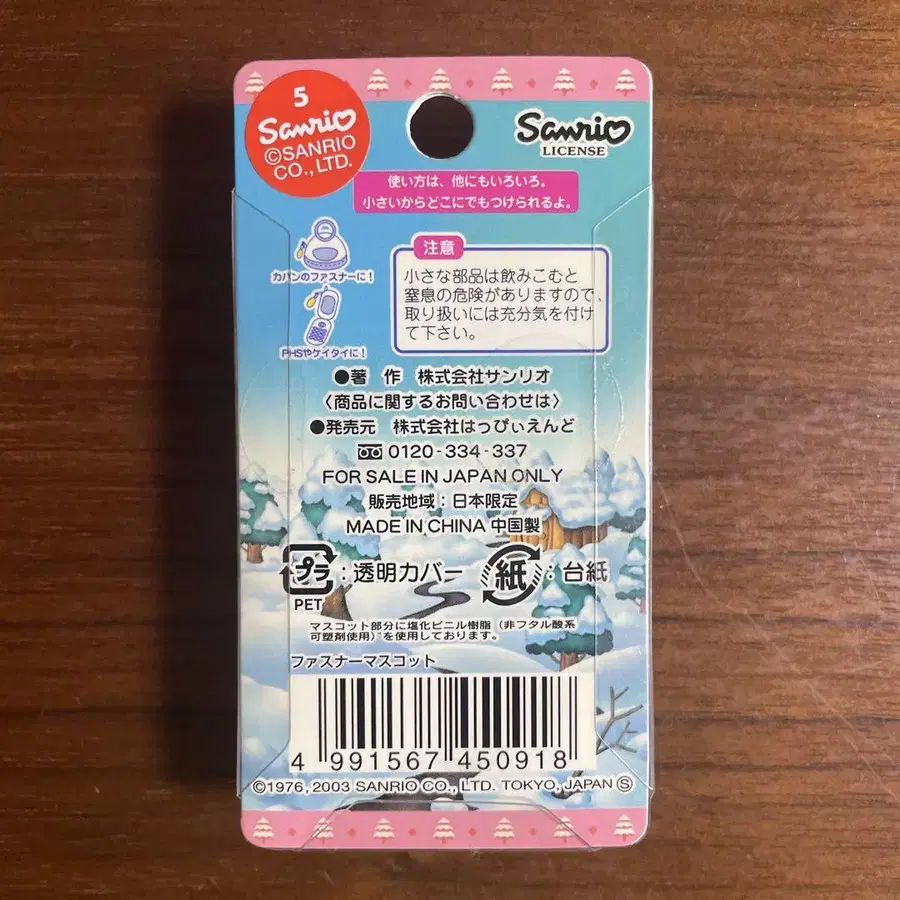 5
Sanrio
©SANRIO
CO., LTD.
Sanrio
LICENSE
使い方は、他にもいろいろ。
小さいからどこにでもつけられるよ。
カバンのファスナーに!
PHSやケイタイに!
注意
小さな部品は飲みこむと
窒息の危険がありますので、
取り扱いには充分気を付け
て下さい。
●著 作 株式会社サンリオ
〈商品に関するお問い合わせは〉
●発売元 株式会社はっぴぃえんど
0120-334-337
FOR SALE IN JAPAN ONLY
販売地域:日本限定
MADE IN CHINA 中国製
プラ:透明カバー
PET
紙:台紙
マスコット部分に塩化ビニル樹脂(非フタル酸系
可塑剤使用)を使用しております。
ファスナーマスコット
4 991567 450918
©1976, 2003 SANRIO CO., LTD. TOKYO, JAPAN Ⓢ